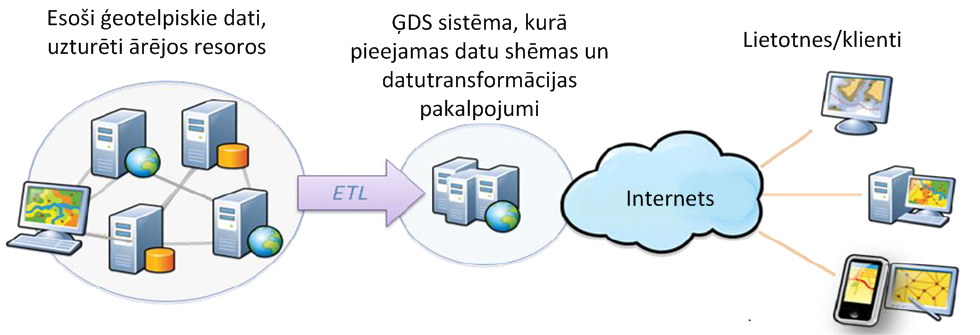 Esoši ģeotelpiskie dati,
uzturēti ārējos resoros
ĢDS sistēma, kurā
pieejamas datu shēmas un
datutransformācijas
pakalpojumi
Lietotnes/klienti
ETL
Internets